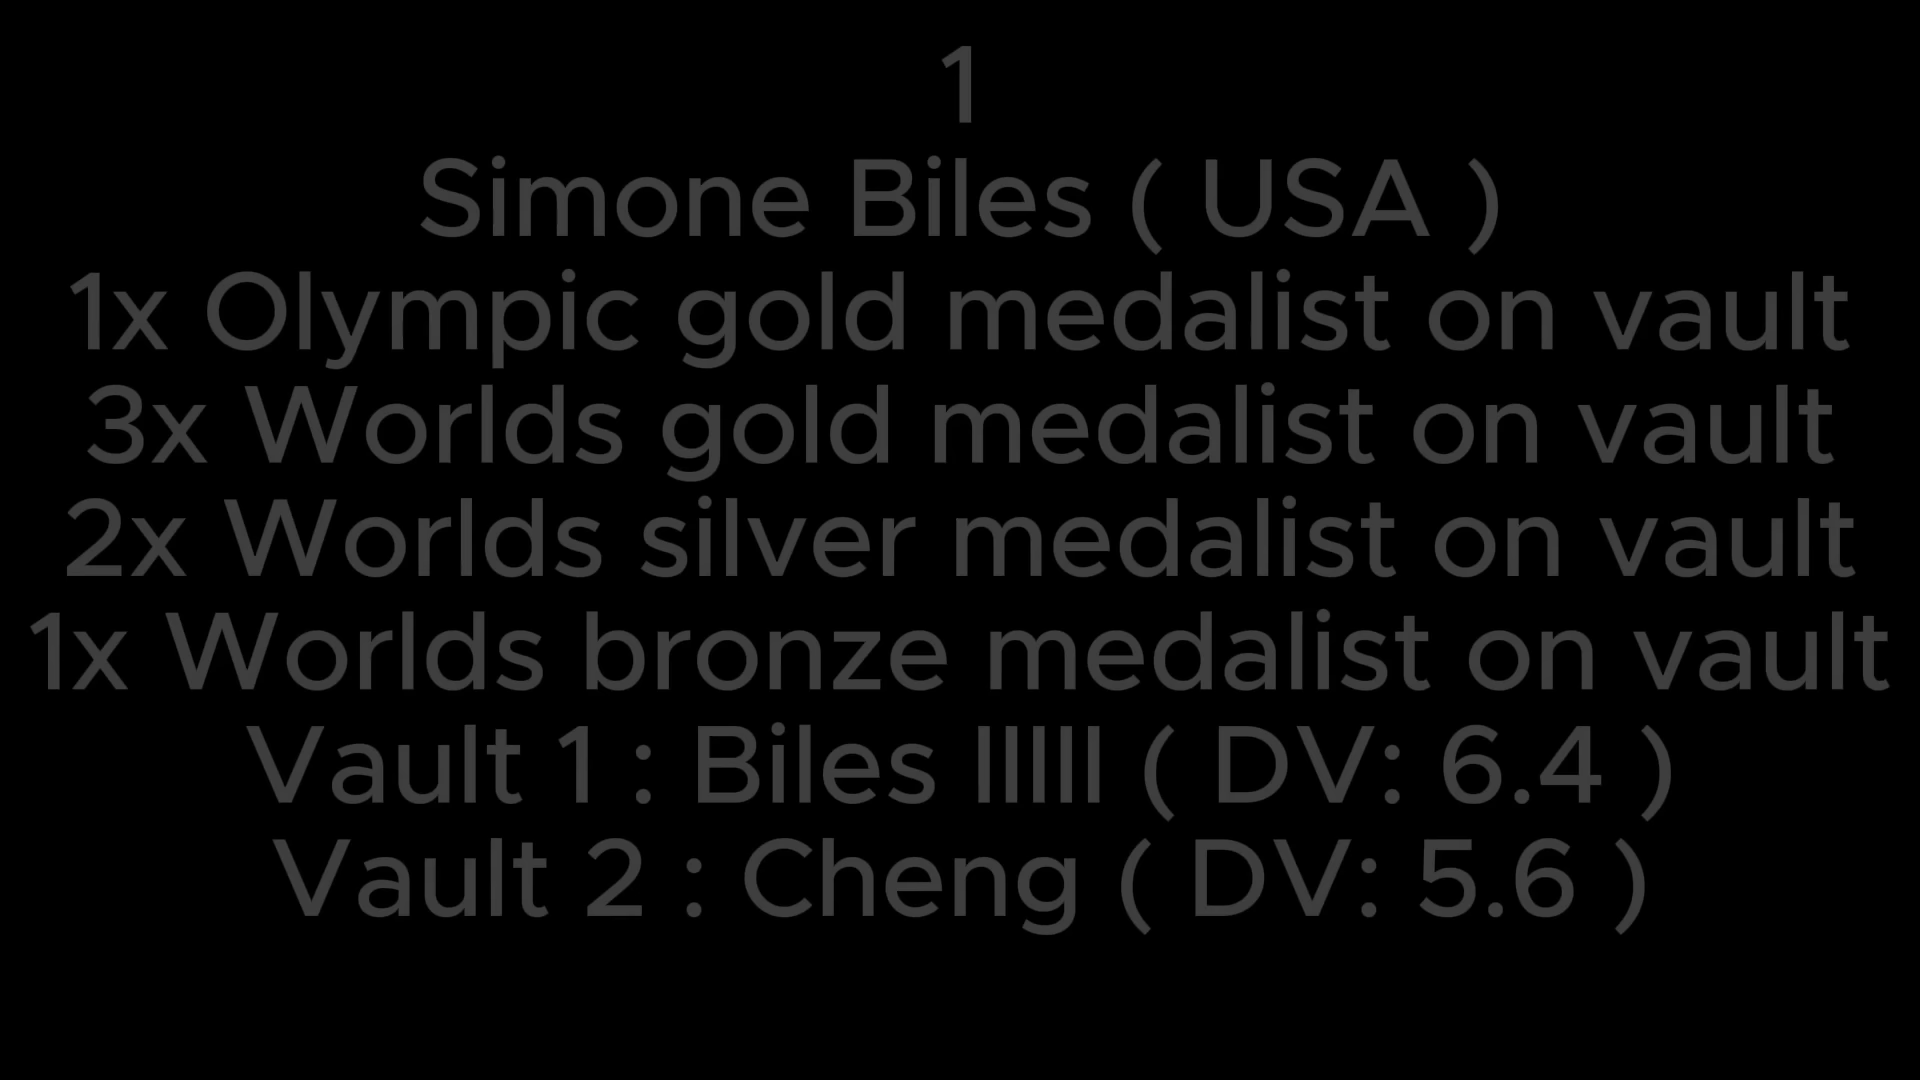 1
Simone Biles ( USA )
1x Olympic gold medalist on vault
3x Worlds gold medalist on vault
2x Worlds silver medalist on vault
1x Worlds bronze medalist on vault
Vault 1 : Biles IIIII ( DV: 6.4 )
Vault 2 : Cheng ( DV: 5.6 )